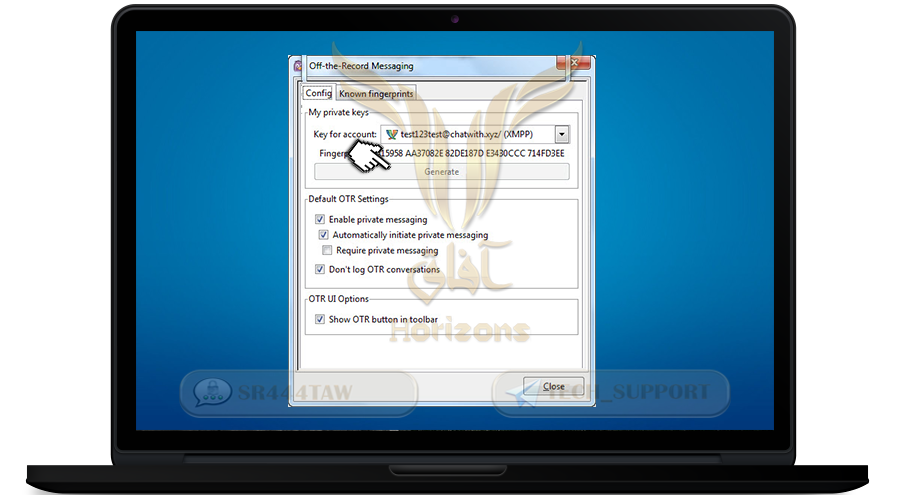 Off-the-Record Messaging
Config
Known fingerprints
My private keys
Key for account:
test123test@chatwith.xyz/ (XMPP)
15958 AA37082E 82DE187D E3430CCC 714FD3EE
Generate
Default OTR Settings
Enable private messaging
Automatically initiate private messaging
Require private messaging
Don't log OTR conversations
آفاق
OTR UI Options
Show OTR button in toolbar
Horizons
Close
SR444TAW
TECH_SUPPORT